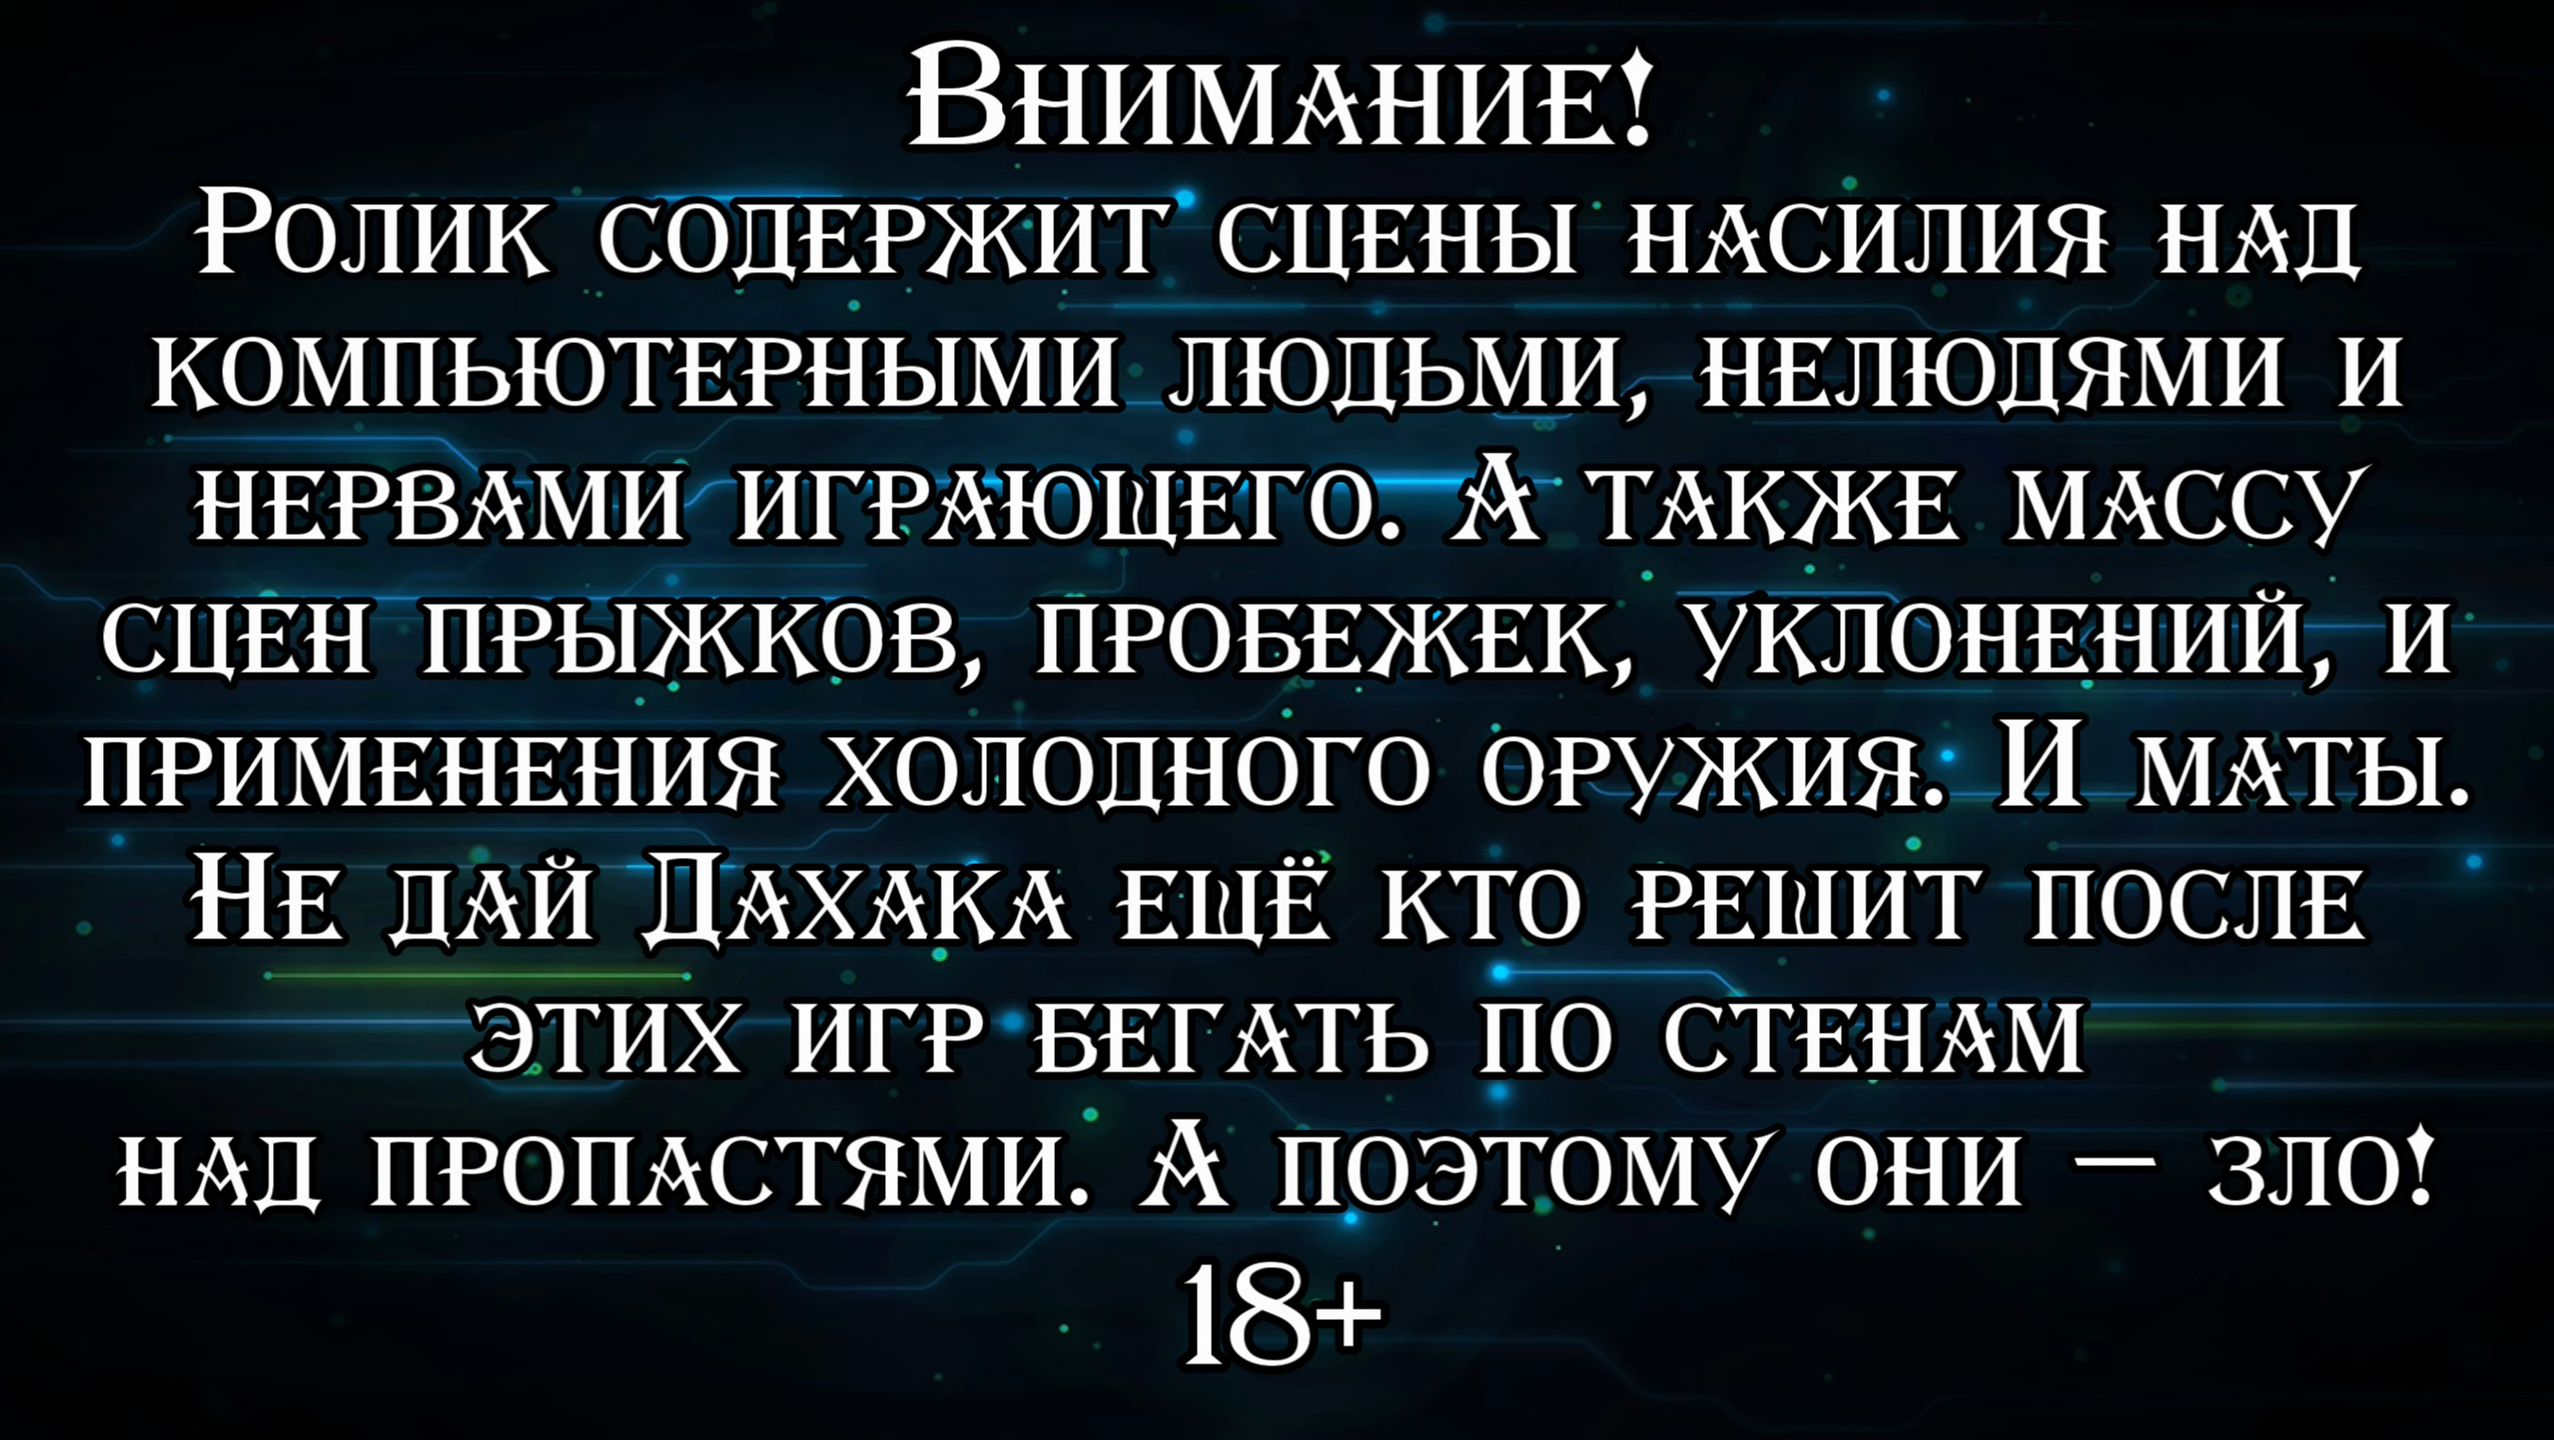 Внимание!
Ролик содержит сцены насилия над
компьютерными людьми, нелюдями и
нервами играющего. А также массу
сцен прыжков, пробежек, уклонений, и
применения холодного оружия. И маты.
Не дай Дахака ещё кто решит после
этих игр бегать по стенам
над пропастями. А поэтому они – зло!
18+